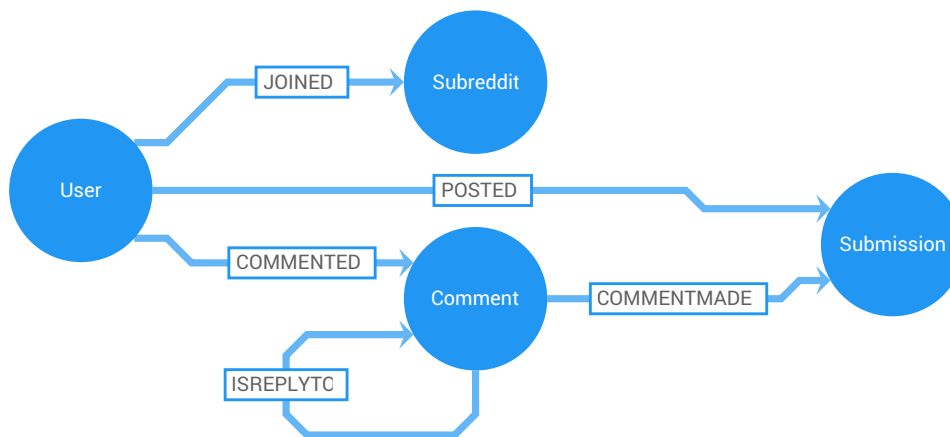 JOINED
Subreddit
User
POSTED
Submission
COMMENTED
Comment
COMMENTMADE
ISREPLYTC